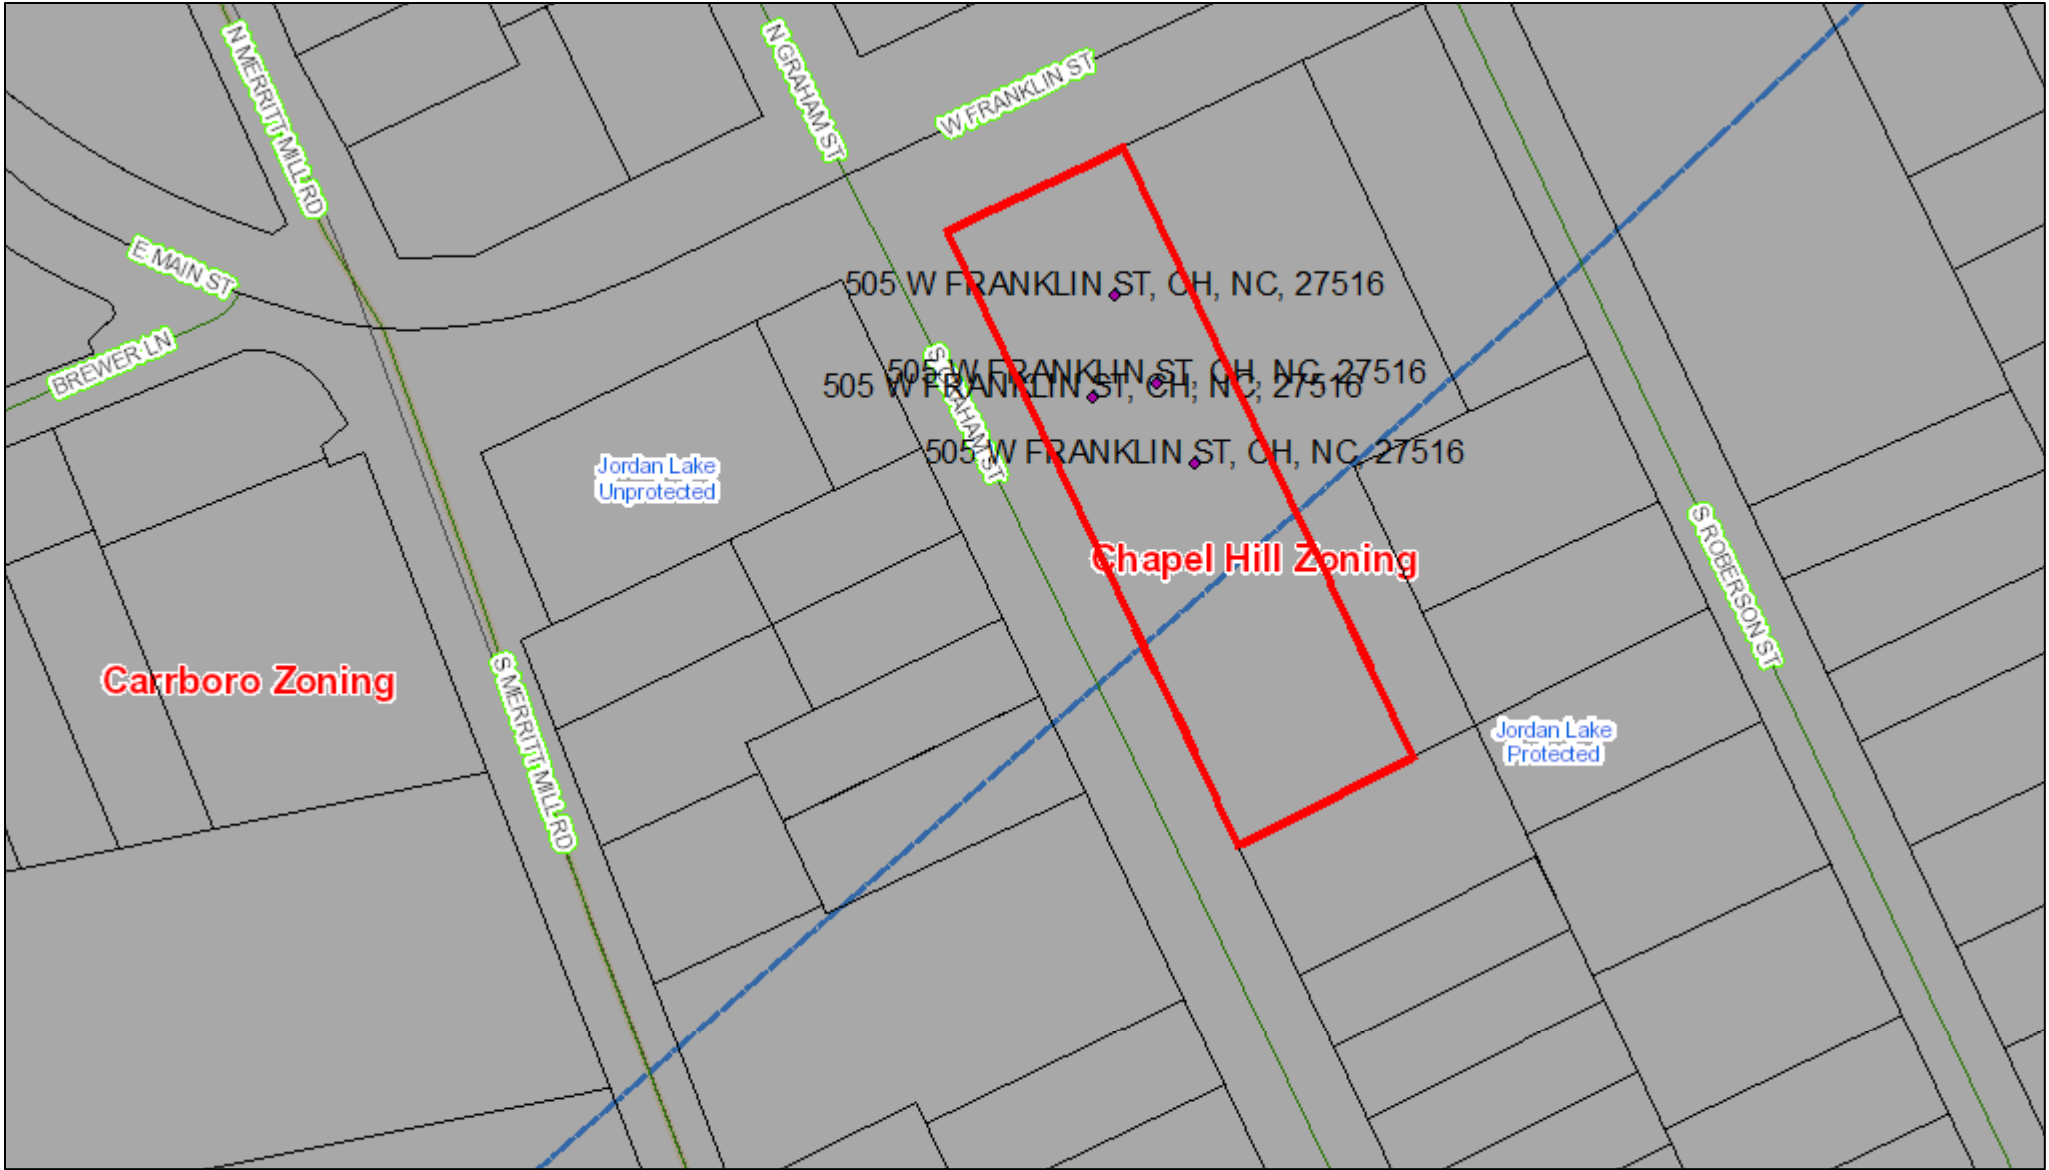 N MERRITT MILL RD
N GRAHAM ST
W FRANKLIN ST
E MAIN ST
BREWER LN
505 W FRANKLIN ST, CH, NC, 27516
505 W FRANKLIN ST, CH, NC, 27516
505 W FRANKLIN ST, CH, NC, 27516
S GRAHAM ST
505 W FRANKLIN ST, CH, NC, 27516
Jordan Lake
Unprotected
Chapel Hill Zoning
S ROBERSON ST
Carrboro Zoning
S MERRITT MILL RD
Jordan Lake
Protected